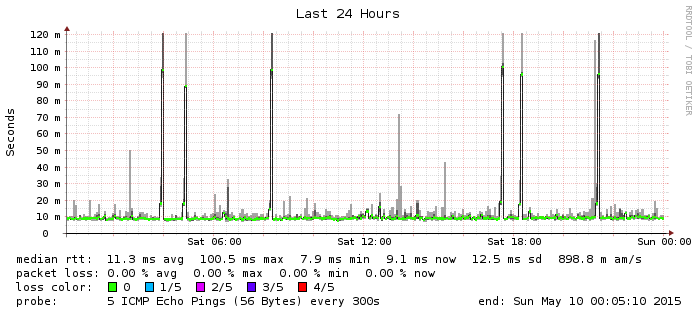 Last 24 Hours
RRDTOOL / TOBI OETIKER
Seconds
120 m
110 m
100 m
90 m
80 m
70 m
60 m
50 m
40 m
30 m
20 m
10 m
0
Sat 06:00 Sat 12:00 Sat 18:00 Sun 00:00
median rtt: 11.3 ms avg 100.5 ms max 7.9 ms min 9.1 ms now 12.5 ms sd 898.8 m am/s
packet loss: 0.00 % avg 0.00 % max 0.00 % min 0.00 % now
loss color: 0 1/5 2/5 3/5 4/5
probe: 5 ICMP Echo Pings (56 Bytes) every 300s end: Sun May 10 00:05:10 2015